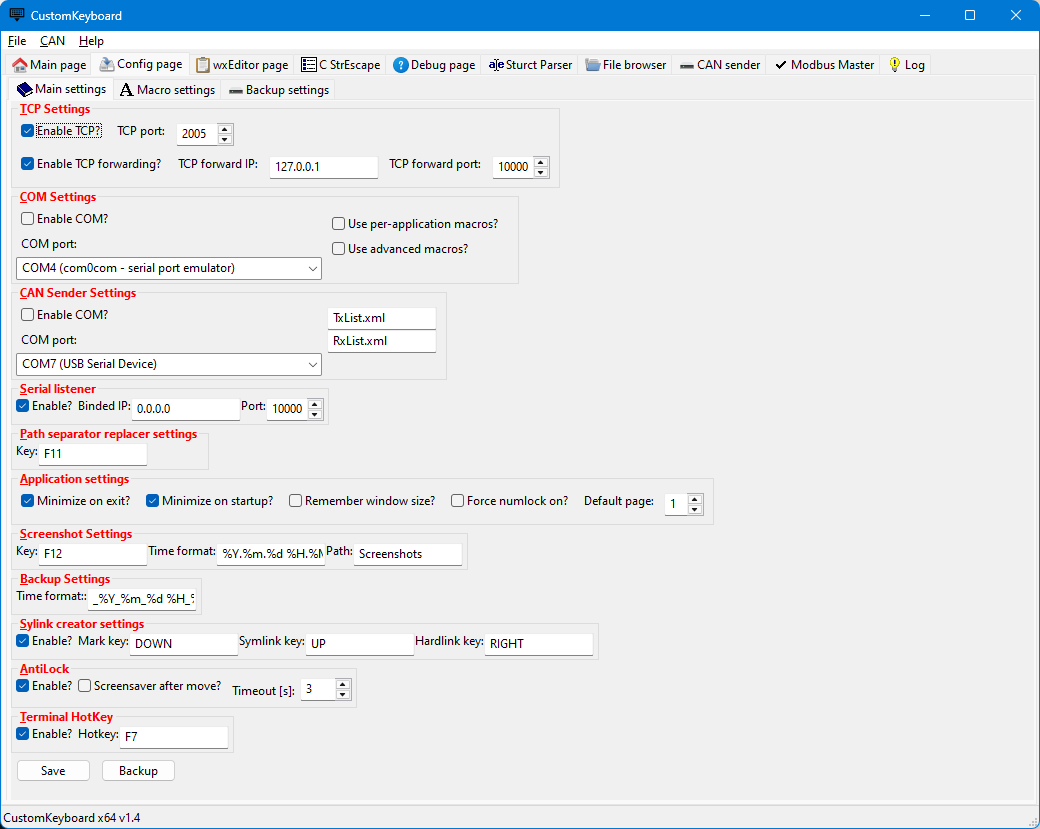 CustomKeyboard
File CAN Help
Main page Config page wxEditor page C StrEscape Debug page Sturct Parser File browser CAN sender Modbus Master Log
Main settings Macro settings Backup settings
TCP Settings
Enable TCP? TCP port: 2005
Enable TCP forwarding? TCP forward IP: 127.0.0.1 TCP forward port: 10000
COM Settings
Enable COM? Use per-application macros?
COM port: Use advanced macros?
COM4 (com0com - serial port emulator)
CAN Sender Settings
Enable COM? TxList.xml
COM port: RxList.xml
COM7 (USB Serial Device)
Serial listener
Enable? Binded IP: 0.0.0.0 Port: 10000
Path separator replacer settings
Key: F11
Application settings
Minimize on exit? Minimize on startup? Remember window size? Force numlock on? Default page: 1
Screenshot Settings
Key: F12 Time format: %Y.%m.%d %H.%M Path: Screenshots
Backup Settings
Time format:: _%Y_%m_%d %H_%
Sylink creator settings
Enable? Mark key: DOWN Symlink key: UP Hardlink key: RIGHT
AntiLock
Enable? Screensaver after move? Timeout [s]: 3
Terminal HotKey
Enable? Hotkey: F7
Save Backup
CustomKeyboard x64 v1.4